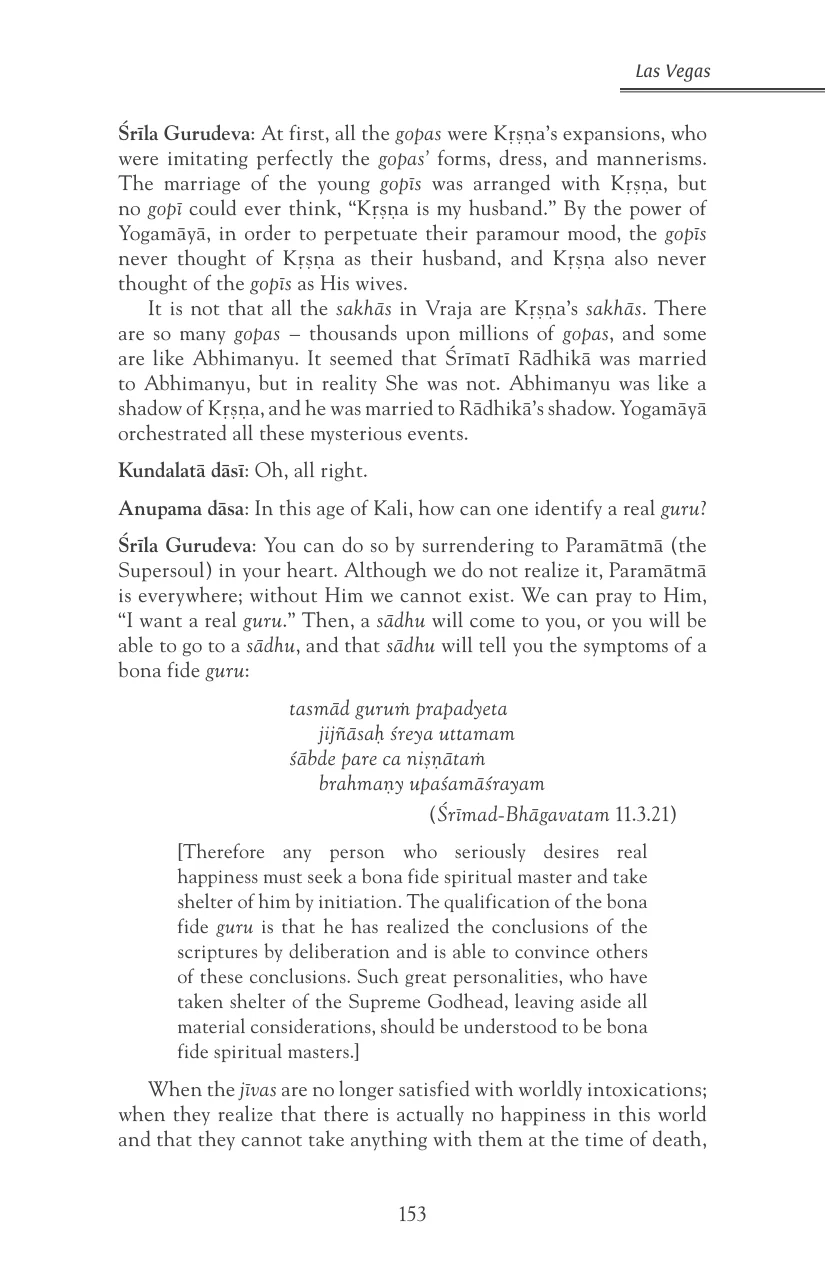 Las Vegas
Śrīla Gurudeva: At first, all the gopas were Kṛṣṇa’s expansions, who
were imitating perfectly the gopas’ forms, dress, and mannerisms.
The marriage of the young gopīs was arranged with Kṛṣṇa, but
no gopī could ever think, “Kṛṣṇa is my husband.” By the power of
Yogamāyā, in order to perpetuate their paramour mood, the gopīs
never thought of Kṛṣṇa as their husband, and Kṛṣṇa also never
thought of the gopīs as His wives.
It is not that all the sakhās in Vraja are Kṛṣṇa’s sakhās. There
are so many gopas – thousands upon millions of gopas, and some
are like Abhimanyu. It seemed that Śrīmatī Rādhikā was married
to Abhimanyu, but in reality She was not. Abhimanyu was like a
shadow of Kṛṣṇa, and he was married to Rādhikā’s shadow. Yogamāyā
orchestrated all these mysterious events.
Kundalatā dāsī: Oh, all right.
Anupama dāsa: In this age of Kali, how can one identify a real guru?
Śrīla Gurudeva: You can do so by surrendering to Paramātmā (the
Supersoul) in your heart. Although we do not realize it, Paramātmā
is everywhere; without Him we cannot exist. We can pray to Him,
“I want a real guru.” Then, a sādhu will come to you, or you will be
able to go to a sādhu, and that sādhu will tell you the symptoms of a
bona fide guru:
tasmād guruṁ prapadyeta
jijñāsaḥ śreya uttamam
śābde pare ca niṣṇātaṁ
brahmaṇy upaśamāśrayam
(Śrīmad-Bhāgavatam 11.3.21)
[Therefore any person who seriously desires real
happiness must seek a bona fide spiritual master and take
shelter of him by initiation. The qualification of the bona
fide guru is that he has realized the conclusions of the
scriptures by deliberation and is able to convince others
of these conclusions. Such great personalities, who have
taken shelter of the Supreme Godhead, leaving aside all
material considerations, should be understood to be bona
fide spiritual masters.]
When the jīvas are no longer satisfied with worldly intoxications;
when they realize that there is actually no happiness in this world
and that they cannot take anything with them at the time of death,
153